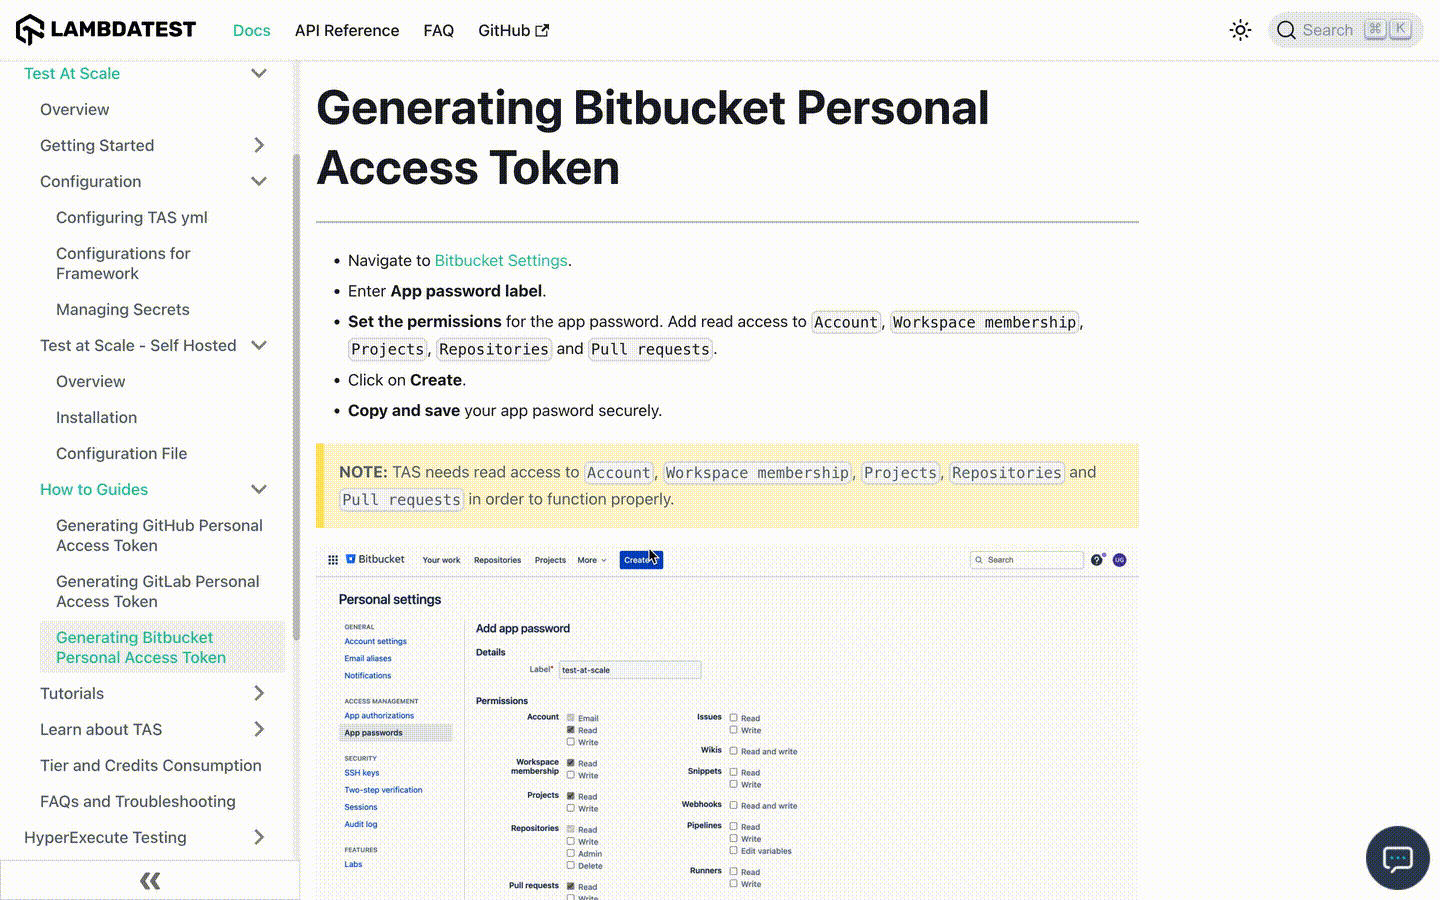 LAMBDATEST
Docs
API Reference
FAQ
GitHub
Search
⌘
K
Test At Scale
Overview
Getting Started
Configuration
Configuring TAS yml
Configurations for
Framework
Managing Secrets
Test at Scale - Self Hosted
Overview
Installation
Configuration File
How to Guides
Generating GitHub Personal
Access Token
Generating GitLab Personal
Access Token
Generating Bitbucket
Personal Access Token
Tutorials
Learn about TAS
Tier and Credits Consumption
FAQs and Troubleshooting
HyperExecute Testing
Generating Bitbucket Personal
Access Token
• Navigate to Bitbucket Settings.
• Enter App password label.
• Set the permissions for the app password. Add read access to Account, Workspace membership,
Projects, Repositories and Pull requests.
• Click on Create.
• Copy and save your app pasword securely.
NOTE: TAS needs read access to Account, Workspace membership, Projects, Repositories and
Pull requests in order to function properly.
Bitbucket
Your work
Repositories
Projects
More
Create
Search
?
UG
Personal settings
GENERAL
Account settings
Email aliases
Notifications
ACCESS MANAGEMENT
App authorizations
App passwords
SECURITY
SSH keys
Two-step verification
Sessions
Audit log
FEATURES
Labs
Add app password
Details
Label* test-at-scale
Permissions
Account
Email
Read
Write
Workspace
membership
Read
Write
Projects
Read
Write
Repositories
Read
Write
Admin
Delete
Pull requests
Read
Write
Issues
Read
Write
Wikis
Read and write
Snippets
Read
Write
Webhooks
Read and write
Pipelines
Read
Write
Edit variables
Runners
Read
Write